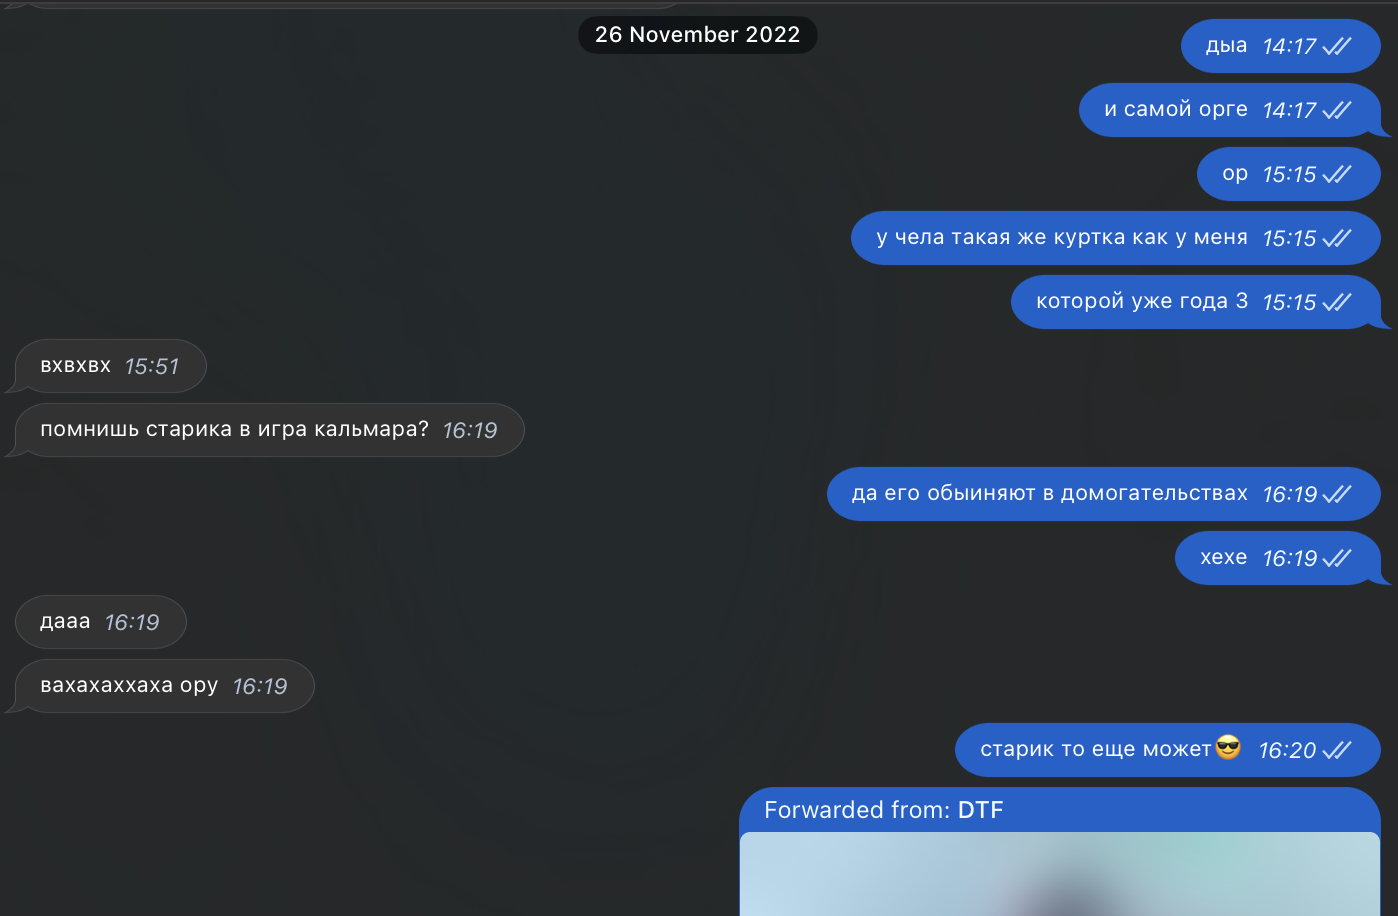 26 November 2022
дыа 14:17
и самой орге 14:17
ор 15:15
у чела такая же куртка как у меня 15:15
которой уже года 3 15:15
вхвхвх 15:51
помнишь старика в игра кальмара? 16:19
да его обыиняют в домогательствах 16:19
хехе 16:19
дааа 16:19
вахахаххаха ору 16:19
старик то еще может😎 16:20
Forwarded from: DTF